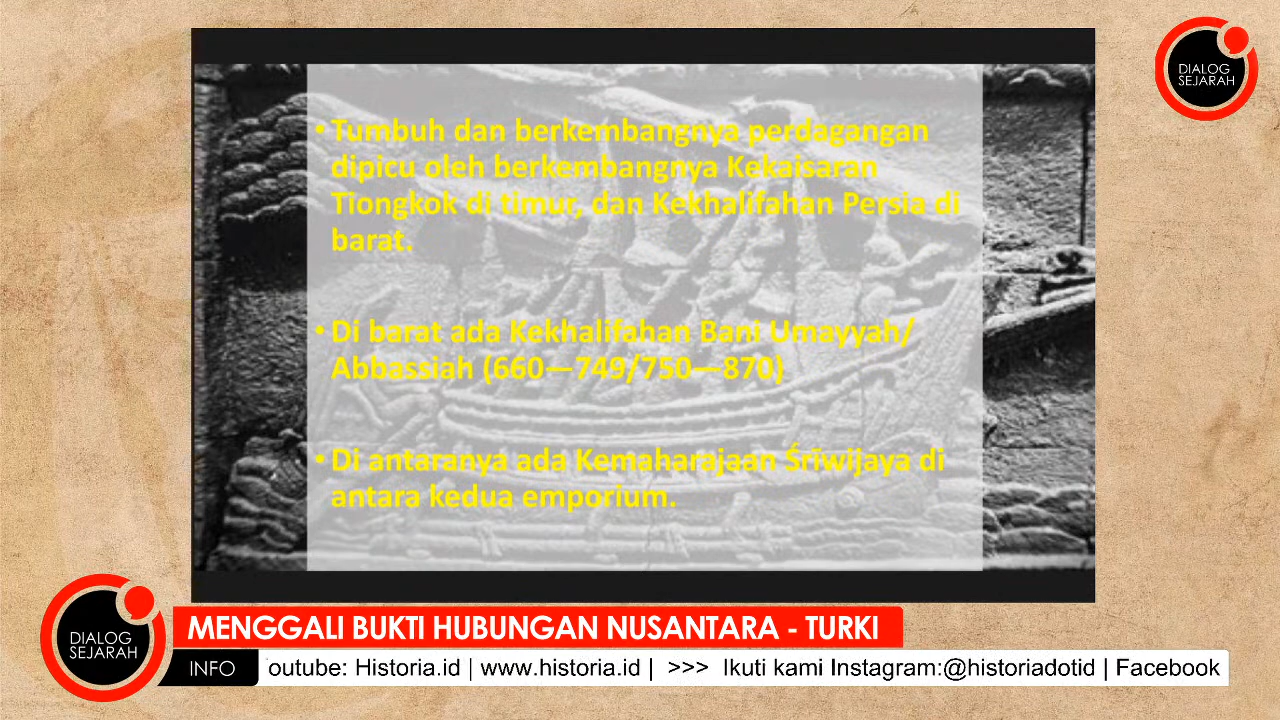 DIALOG
SEJARAH
• Tumbuh dan berkembangnya perdagangan
dipicu oleh berkembangnya Kekaisaran
Tiongkok di timur, dan Kekhalifahan Persia di
barat.
• Di barat ada Kekhalifahan Bani Umayyah/
Abbassiah (660—749/750—870)
• Di antaranya ada Kemaharajaan Śrīwijaya di
antara kedua emporium.
DIALOG
SEJARAH
MENGGALI BUKTI HUBUNGAN NUSANTARA - TURKI
INFO
outube: Historia.id | www.historia.id | >>> Ikuti kami Instagram:@historiadotid | Facebook